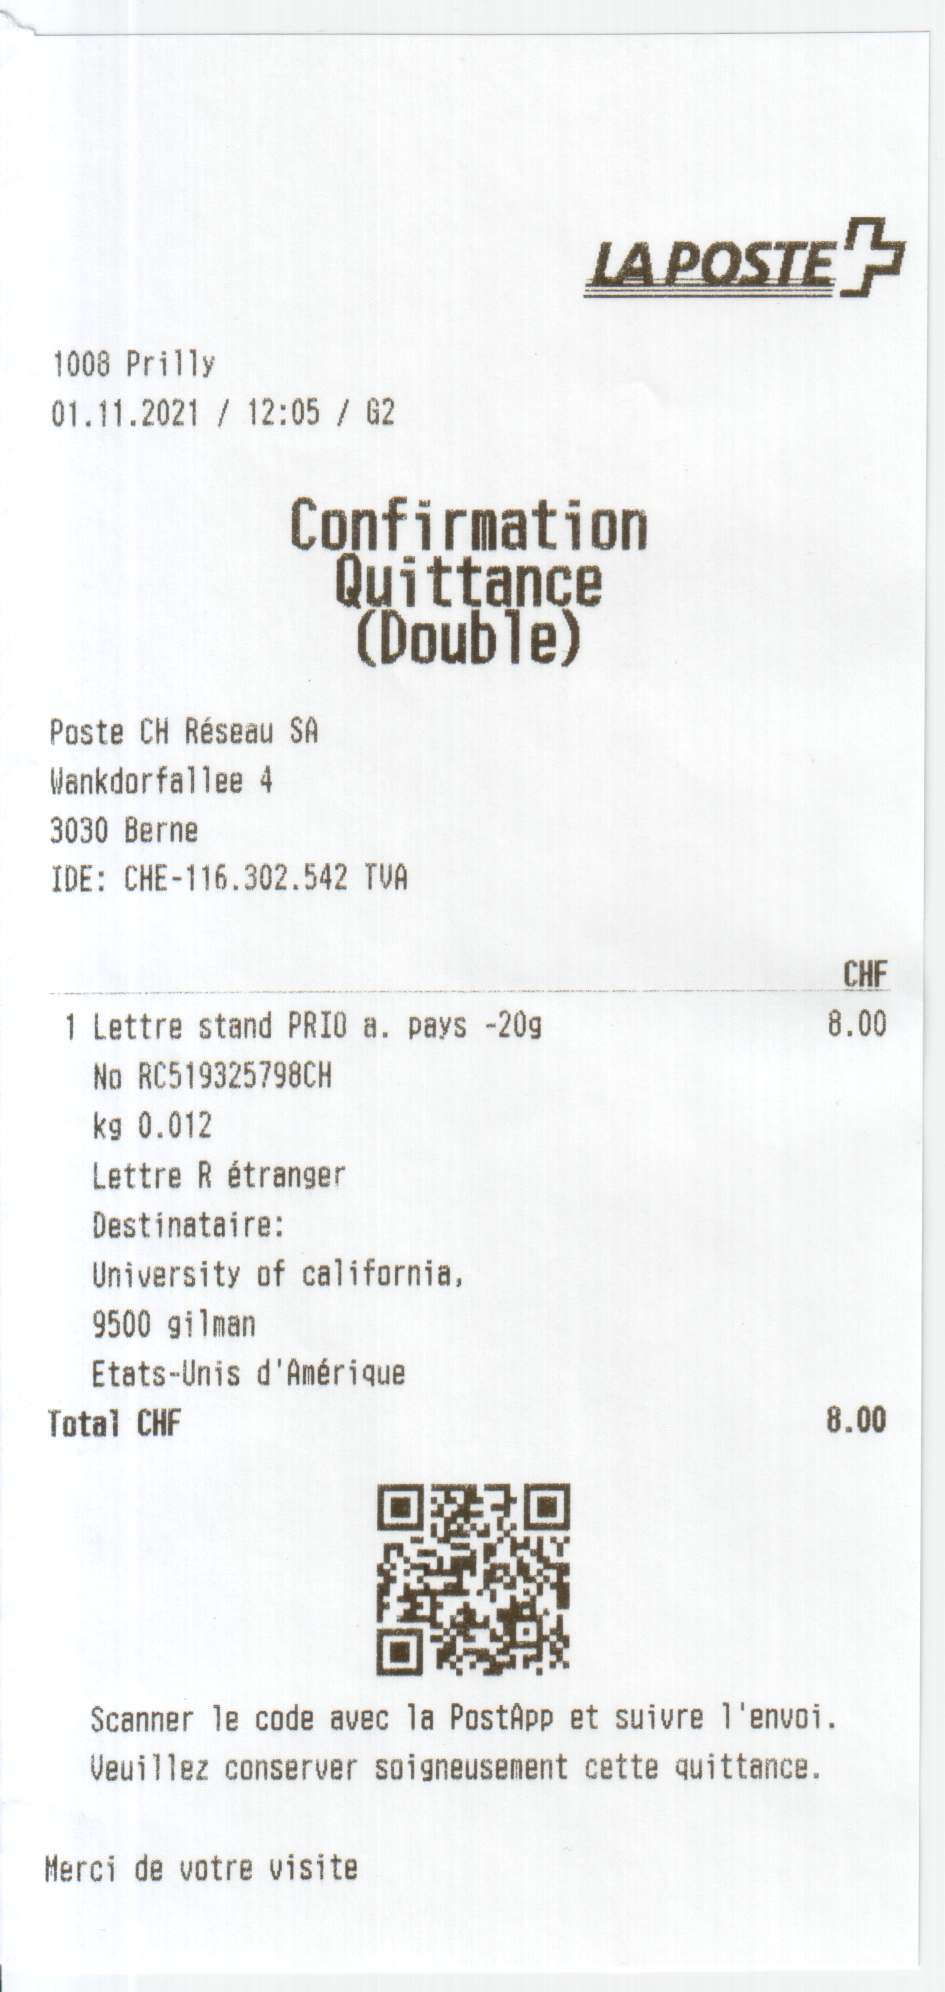 LA POSTE
1008 Prilly
01.11.2021 / 12:05 / G2
Confirmation
Quittance
(Double)
Poste CH Réseau SA
Wankdorfallee 4
3030 Berne
IDE: CHE-116.302.542 TVA
CHF
1 Lettre stand PRIO a. pays -20g 8.00
No RC519325798CH
kg 0.012
Lettre R étranger
Destinataire:
University of california,
9500 gilman
Etats-Unis d'Amérique
Total CHF 8.00
Scanner le code avec la PostApp et suivre l'envoi.
Veuillez conserver soigneusement cette quittance.
Merci de votre visite